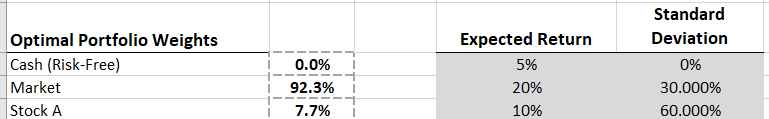 Standard
Optimal Portfolio Weights Expected Return Deviation
Cash (Risk-Free) 0.0% 5% 0%
Market 92.3% 20% 30.000%
Stock A 7.7% 10% 60.000%